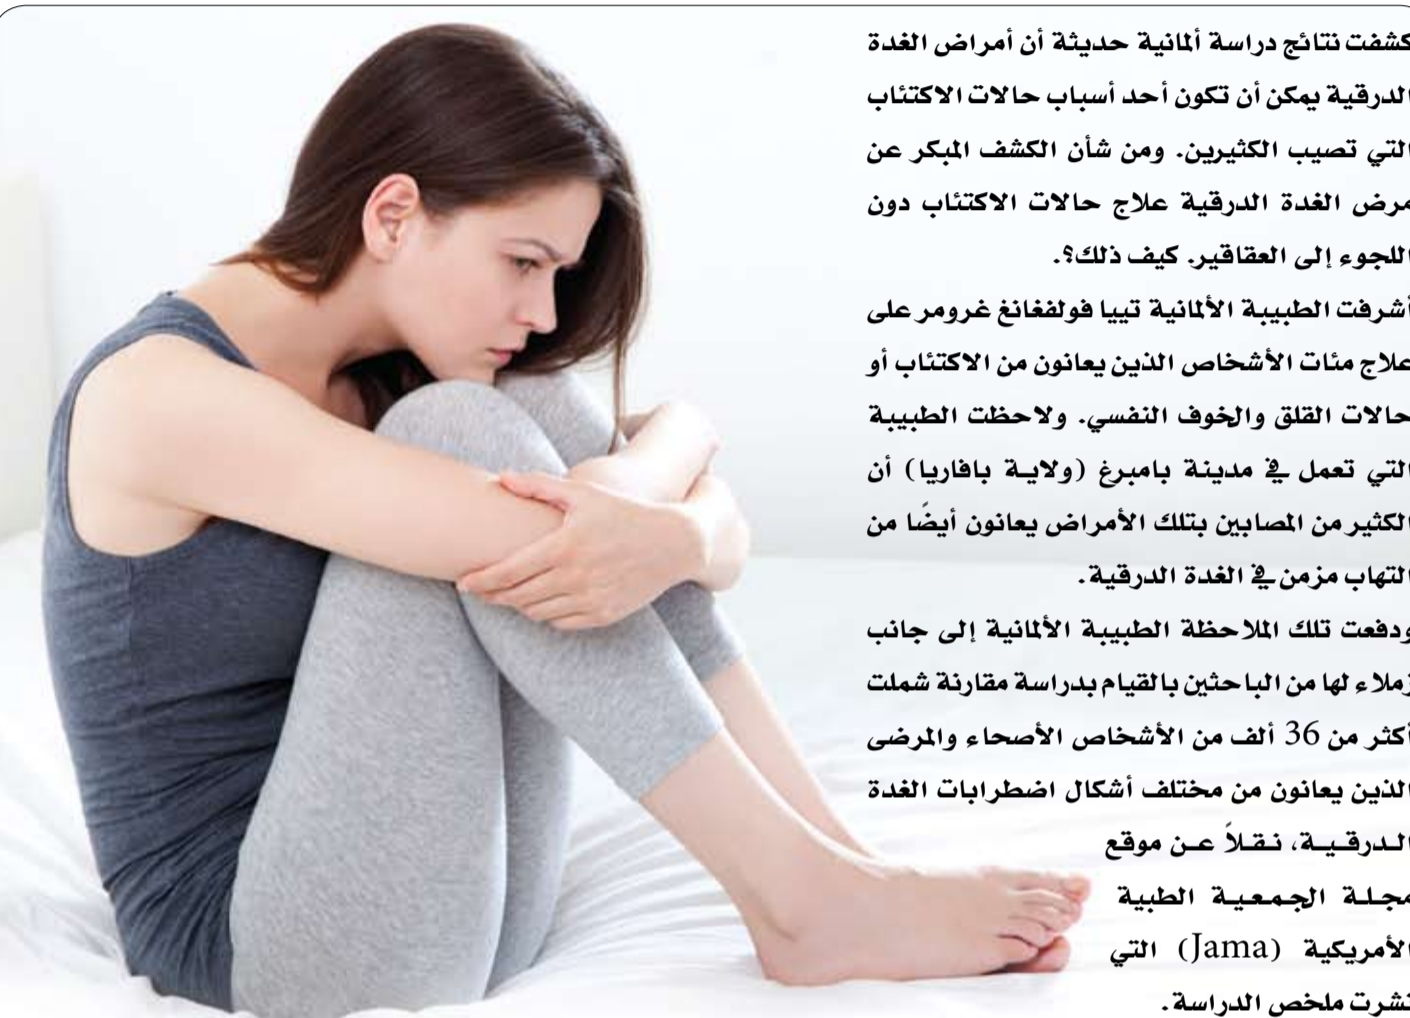 كشفت نتائج دراسة ألمانية حديثة أن أمراض الغدة
الدرقية يمكن أن تكون أحد أسباب حالات الاكتئاب
التي تصيب الكثيرين. ومن شأن الكشف المبكر عن
مرض الغدة الدرقية علاج حالات الاكتئاب دون
اللجوء إلى العقاقير. كيف ذلك؟.
أشرفت الطبيبة الألمانية تييا فولفغانغ غرومر على
علاج مئات الأشخاص الذين يعانون من الاكتئاب أو
حالات القلق والخوف النفسي. ولاحظت الطبيبة
التي تعمل في مدينة بامبرغ (ولاية بافاريا) أن
الكثير من المصابين بتلك الأمراض يعانون أيضًا من
التهاب مزمن في الغدة الدرقية.
ودفعت تلك الملاحظة الطبيبة الألمانية إلى جانب
زملاء لها من الباحثين بالقيام بدراسة مقارنة شملت
أكثر من 36 ألف من الأشخاص الأصحاء والمرضى
الذين يعانون من مختلف أشكال اضطرابات الغدة
الدرقية، نقلاً عن موقع
مجلة الجمعية الطبية
الأمريكية (Jama) التي
نشرت ملخص الدراسة.